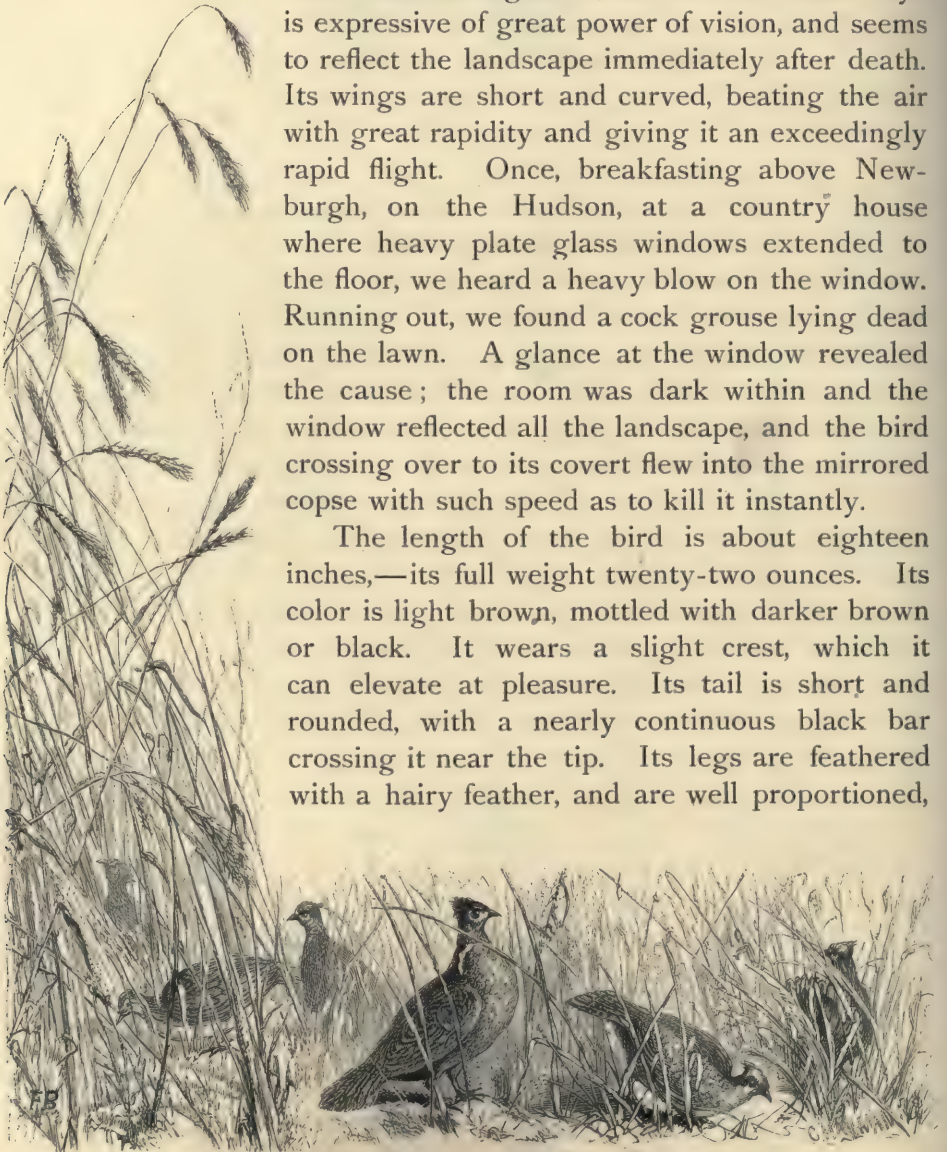 is expressive of great power of vision, and seems
to reflect the landscape immediately after death.
Its wings are short and curved, beating the air
with great rapidity and giving it an exceedingly
rapid flight. Once, breakfasting above New-
burgh, on the Hudson, at a country house
where heavy plate glass windows extended to
the floor, we heard a heavy blow on the window.
Running out, we found a cock grouse lying dead
on the lawn. A glance at the window revealed
the cause; the room was dark within and the
window reflected all the landscape, and the bird
crossing over to its covert flew into the mirrored
copse with such speed as to kill it instantly.
The length of the bird is about eighteen
inches,—its full weight twenty-two ounces. Its
color is light brown, mottled with darker brown
or black. It wears a slight crest, which it
can elevate at pleasure. Its tail is short and
rounded, with a nearly continuous black bar
crossing it near the tip. Its legs are feathered
with a hairy feather, and are well proportioned,
FB